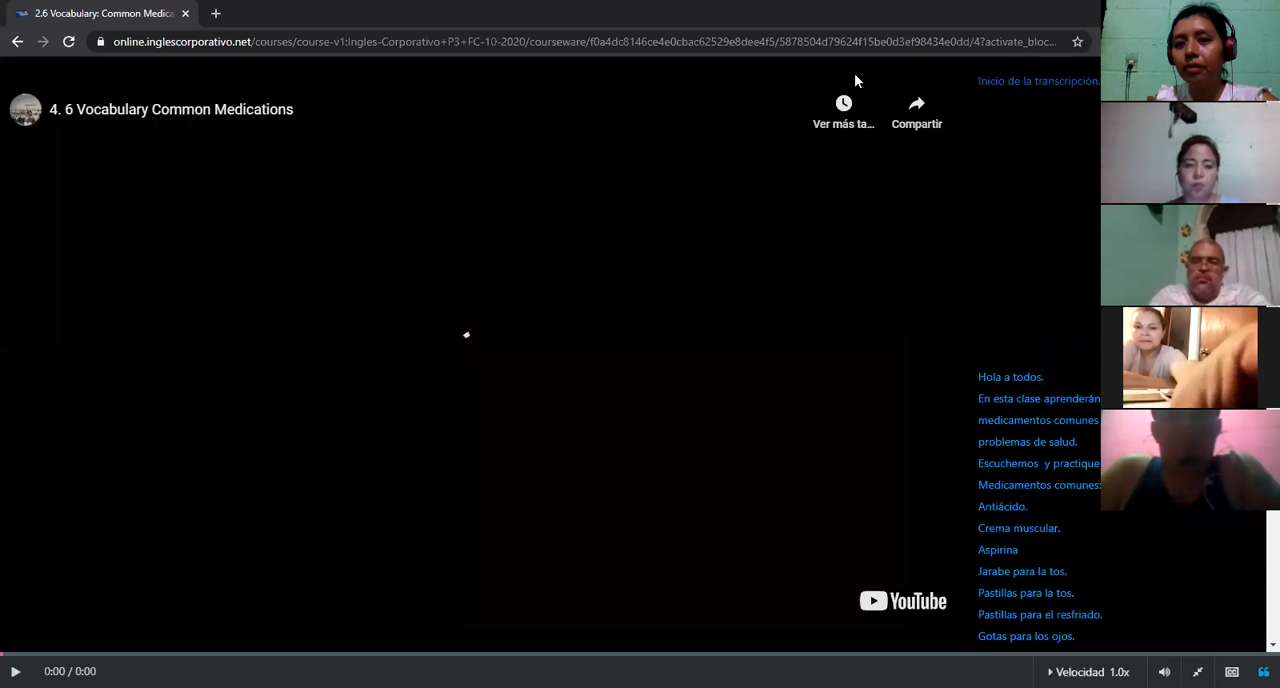 2.6 Vocabulary: Common Medica
online.inglescorporativo.net/courses/course-v1:Ingles-Corporativo+P3+FC-10-2020/courseware/f0a4dc8146ce4e0cbac62529e8dee4f5/5878504d79624f15be0d3ef98434e0dd/4?activate_bloc...
4. 6 Vocabulary Common Medications
Ver más ta...
Compartir
Inicio de la transcripción.
Hola a todos.
En esta clase aprenderán
medicamentos comunes
problemas de salud.
Escuchemos y practique
Medicamentos comunes:
Antiácido.
Crema muscular.
Aspirina
Jarabe para la tos.
Pastillas para la tos.
Pastillas para el resfriado.
Gotas para los ojos.
YouTube
0:00 / 0:00
Velocidad 1.0x
CC